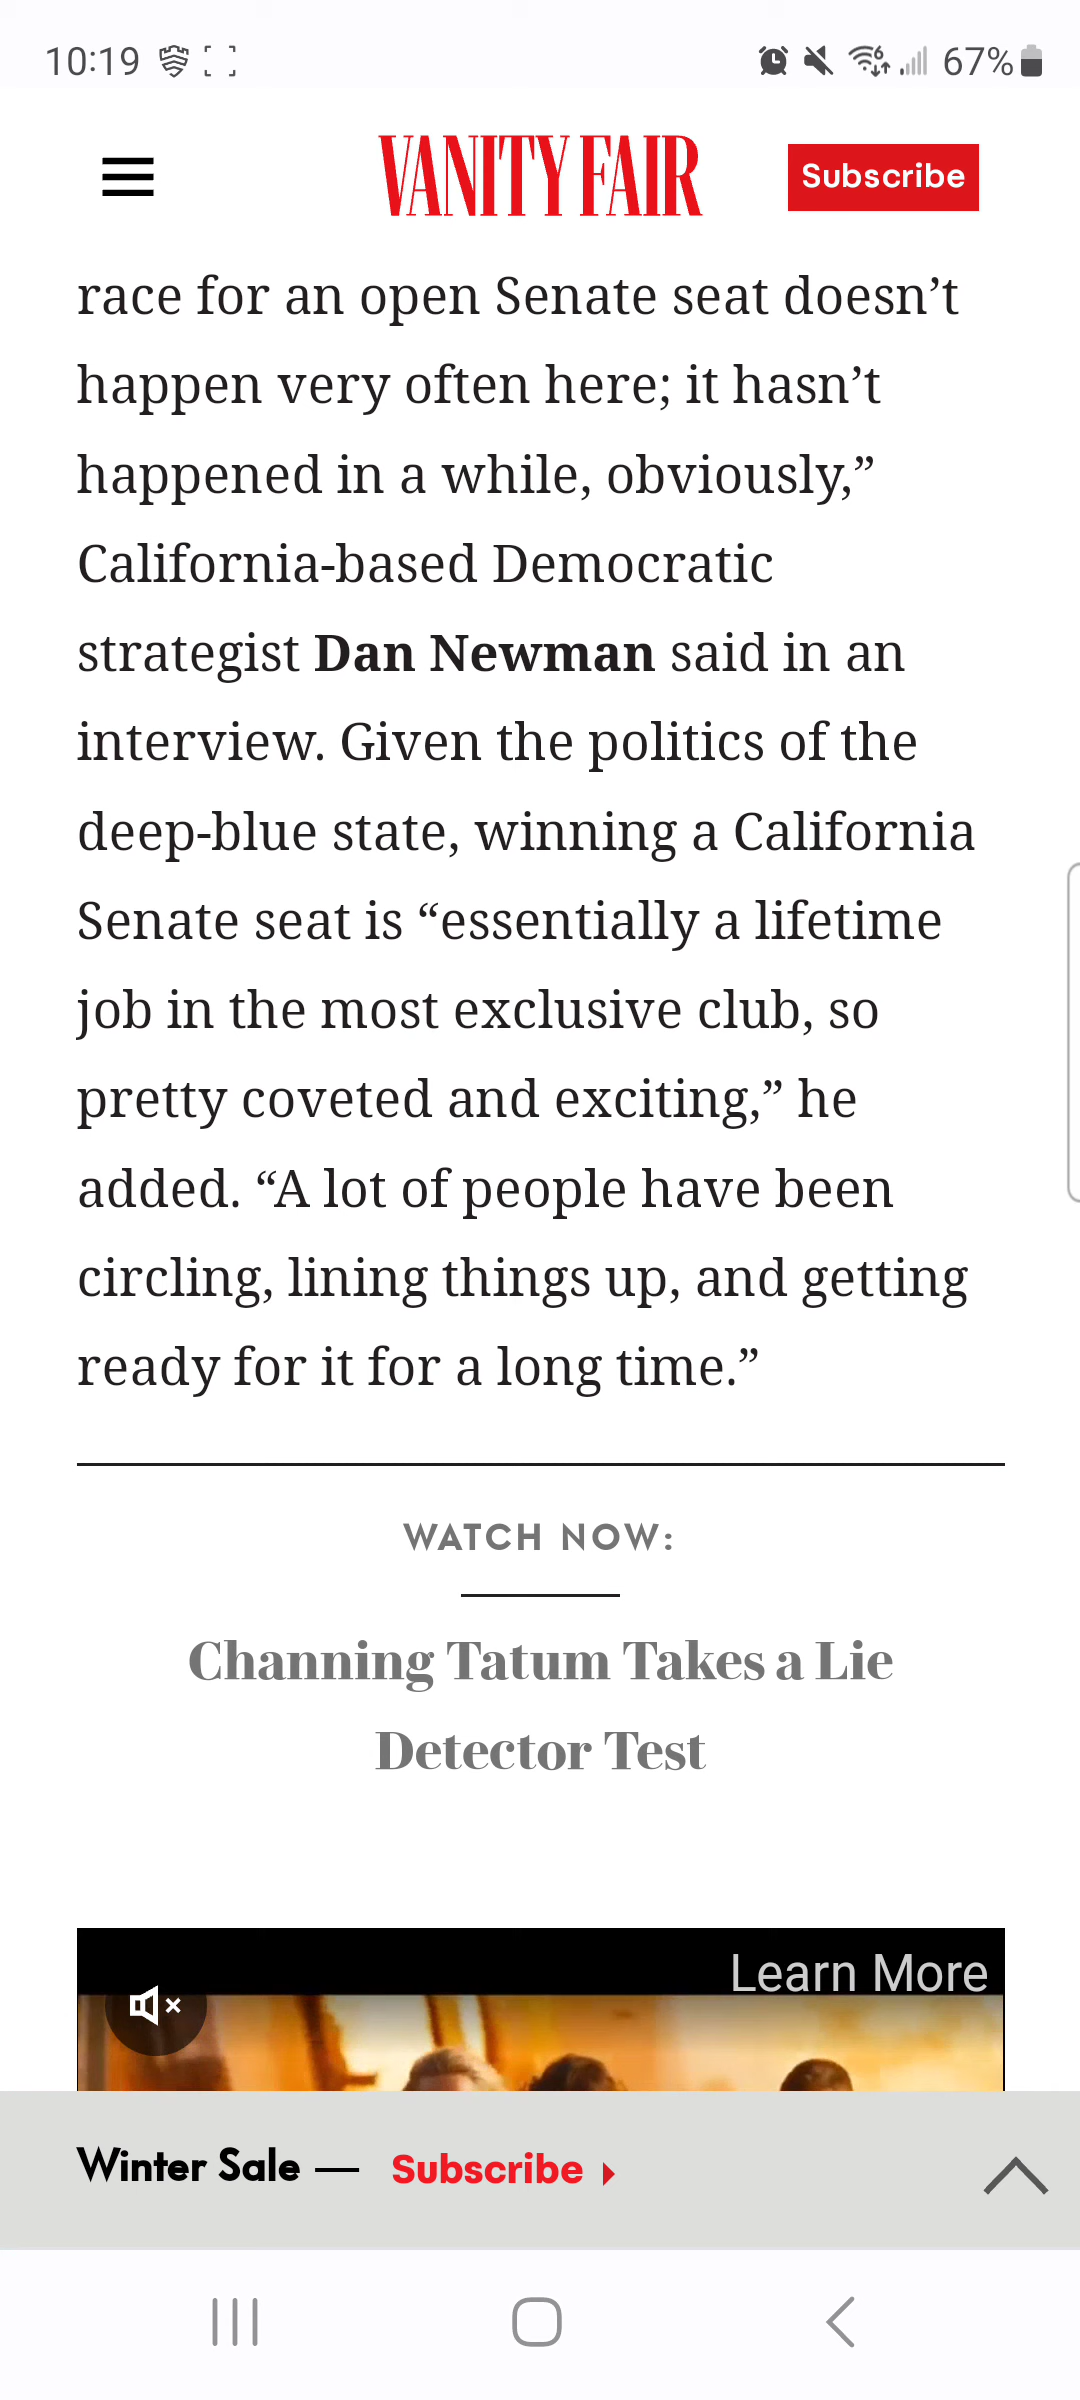 10:19
6 67%
VANITY FAIR
Subscribe
race for an open Senate seat doesn’t
happen very often here; it hasn’t
happened in a while, obviously,”
California-based Democratic
strategist Dan Newman said in an
interview. Given the politics of the
deep-blue state, winning a California
Senate seat is “essentially a lifetime
job in the most exclusive club, so
pretty coveted and exciting,” he
added. “A lot of people have been
circling, lining things up, and getting
ready for it for a long time.”
WATCH NOW:
Channing Tatum Takes a Lie
Detector Test
Learn More
Winter Sale — Subscribe